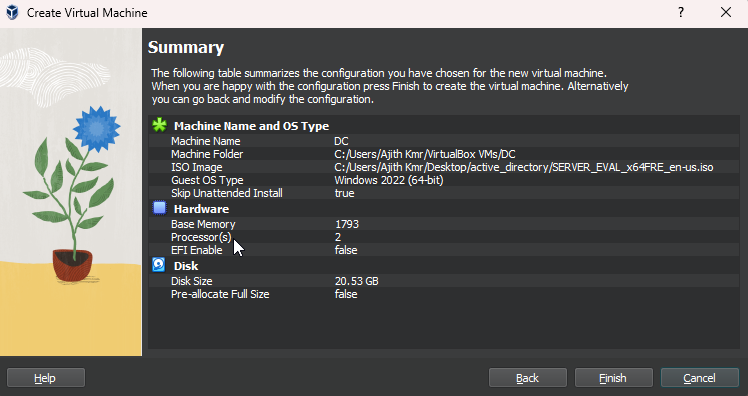 Create Virtual Machine
?
Summary
The following table summarizes the configuration you have chosen for the new virtual machine.
When you are happy with the configuration press Finish to create the virtual machine. Alternatively
you can go back and modify the configuration.
Machine Name and OS Type
Machine Name DC
Machine Folder C:/Users/Ajith Kmr/VirtualBox VMs/DC
ISO Image C:/Users/Ajith Kmr/Desktop/active_directory/SERVER_EVAL_x64FRE_en-us.iso
Guest OS Type Windows 2022 (64-bit)
Skip Unattended Install true
Hardware
Base Memory 1793
Processor(s) 2
EFI Enable false
Disk
Disk Size 20.53 GB
Pre-allocate Full Size false
Help Back Finish Cancel